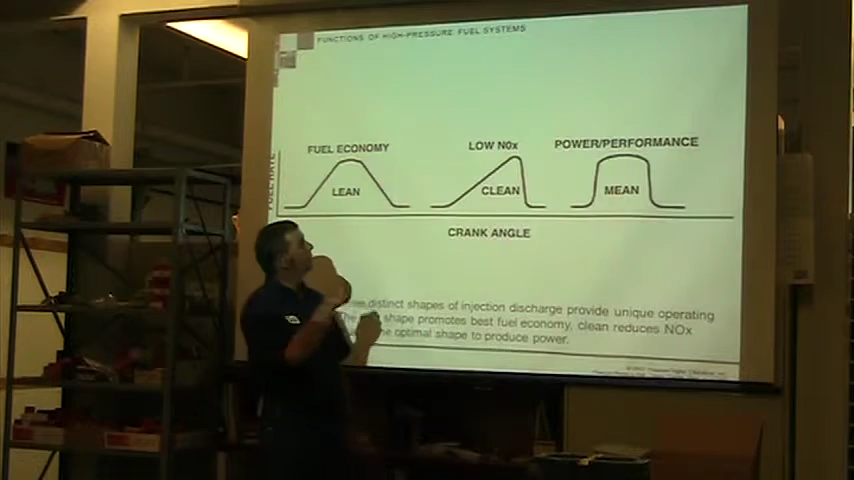 FUNCTIONS OF HIGH-PRESSURE FUEL SYSTEMS
FUEL ECONOMY
LOW N0x
POWER/PERFORMANCE
FUEL RATE
LEAN
CLEAN
MEAN
CRANK ANGLE
distinct shapes of injection discharge provide unique operating
shape promotes best fuel economy, clean reduces NOx
optimal shape to produce power.